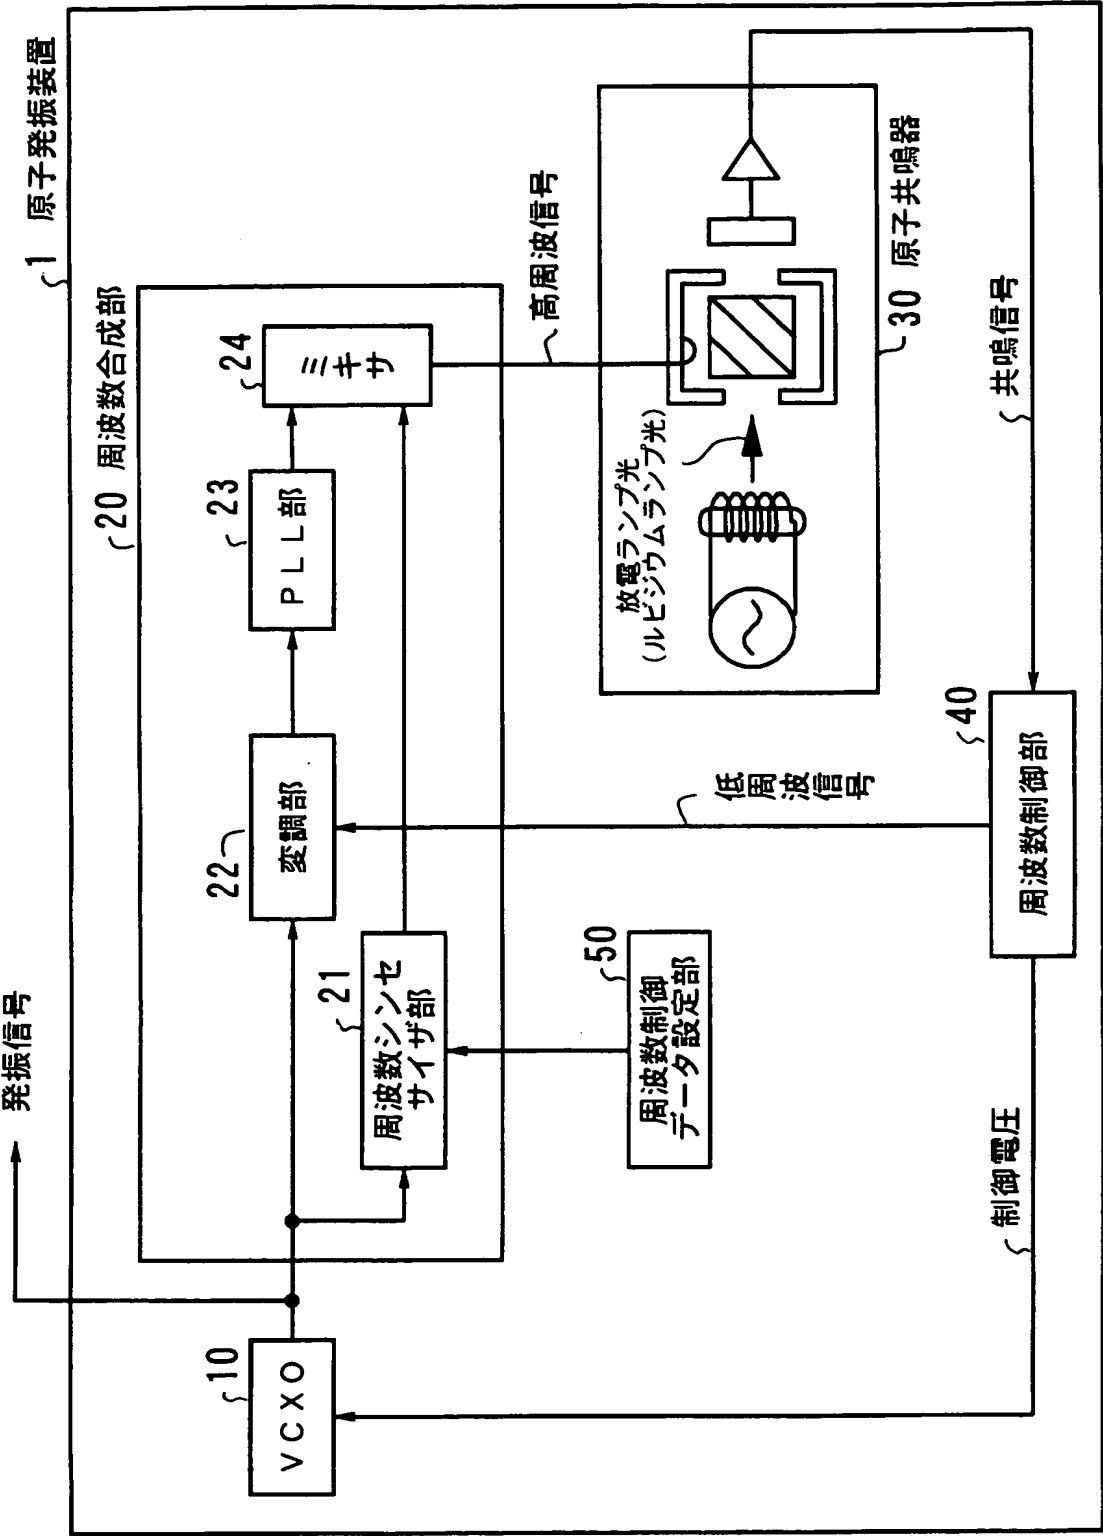 1 原子発振装置
発振信号
20 周波数合成部
10
VCXO
22
変調部
23
PLL部
24
ミキサ
21
周波数シンセ
サイザ部
50
周波数制御
データ設定部
低周波信号
高周波信号
放電ランプ光
(ルビジウムランプ光)
30 原子共鳴器
40
周波数制御部
制御電圧
共鳴信号